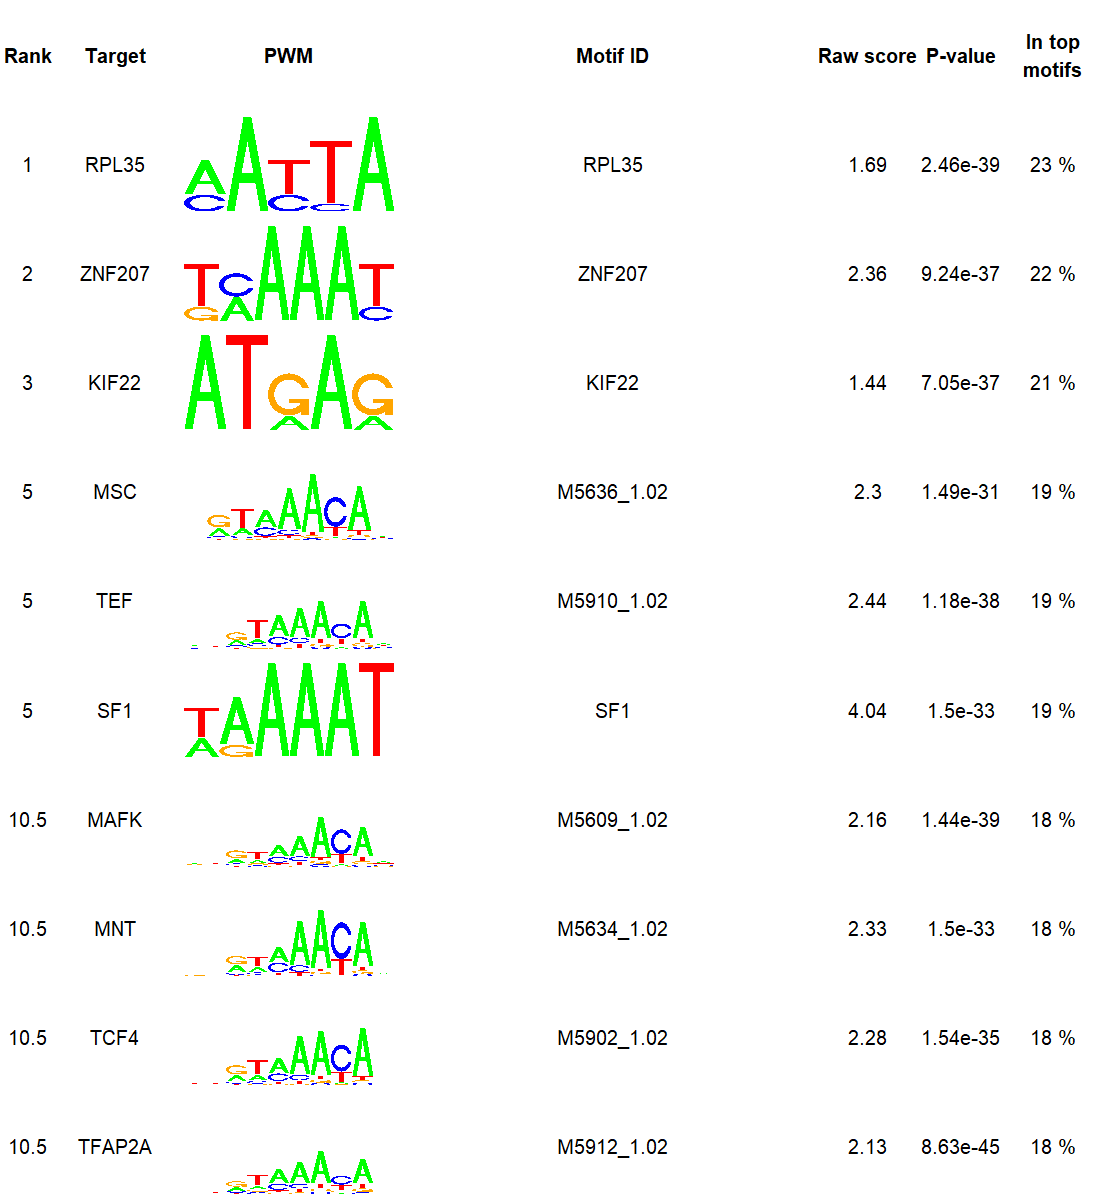 Rank Target PWM Motif ID Raw score P-value In top motifs
1 RPL35 RPL35 1.69 2.46e-39 23 %
2 ZNF207 ZNF207 2.36 9.24e-37 22 %
3 KIF22 KIF22 1.44 7.05e-37 21 %
5 MSC M5636_1.02 2.3 1.49e-31 19 %
5 TEF M5910_1.02 2.44 1.18e-38 19 %
5 SF1 SF1 4.04 1.5e-33 19 %
10.5 MAFK M5609_1.02 2.16 1.44e-39 18 %
10.5 MNT M5634_1.02 2.33 1.5e-33 18 %
10.5 TCF4 M5902_1.02 2.28 1.54e-35 18 %
10.5 TFAP2A M5912_1.02 2.13 8.63e-45 18 %